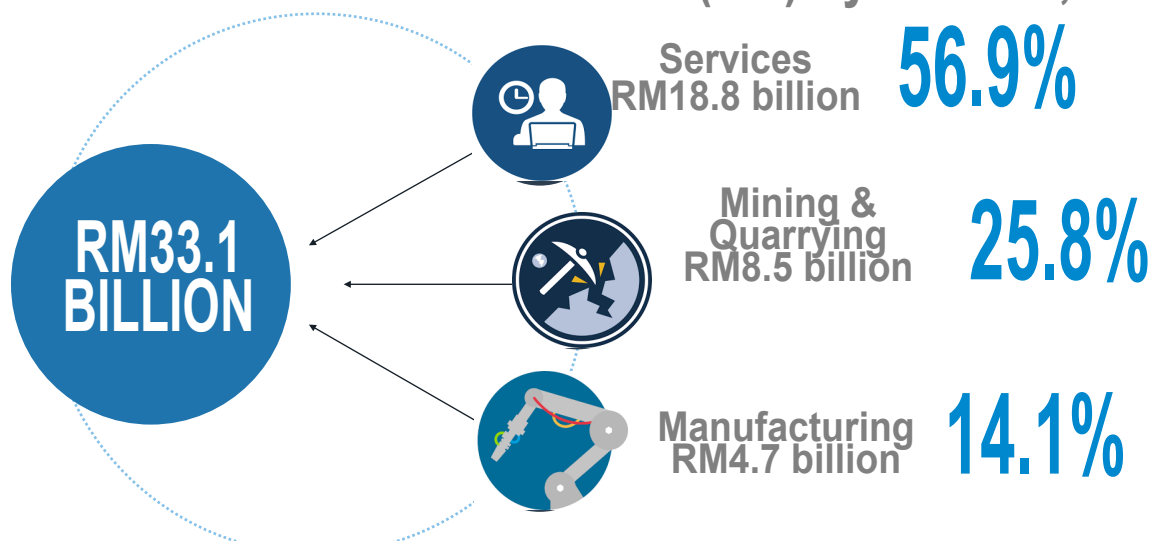 Services
RM18.8 billion
56.9%
RM33.1
BILLION
Mining &
Quarrying
RM8.5 billion
25.8%
Manufacturing
RM4.7 billion
14.1%